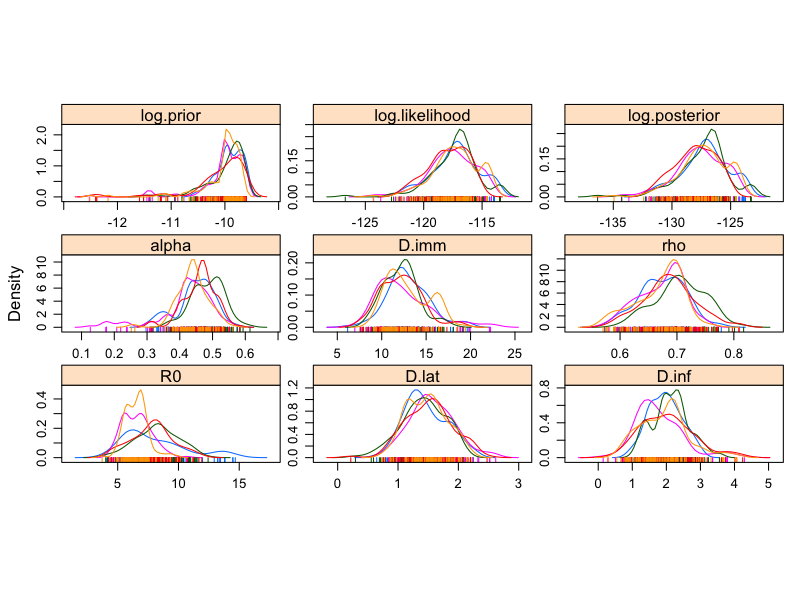 log.prior log.likelihood log.posterior
0.0 1.0 2.0
-12 -11 -10
0.00 0.15
-125 -120 -115
0.00 0.15
-135 -130 -125
alpha D.imm rho
0 2 4 6 8 10
0.1 0.2 0.3 0.4 0.5 0.6
0.00 0.10 0.20
5 10 15 20 25
0 2 4 6 8 10
0.6 0.7 0.8
R0 D.lat D.inf
0.0 0.2 0.4
5 10 15
0.0 0.4 0.8 1.2
0 1 2 3
0.0 0.4 0.8
0 1 2 3 4 5
Density